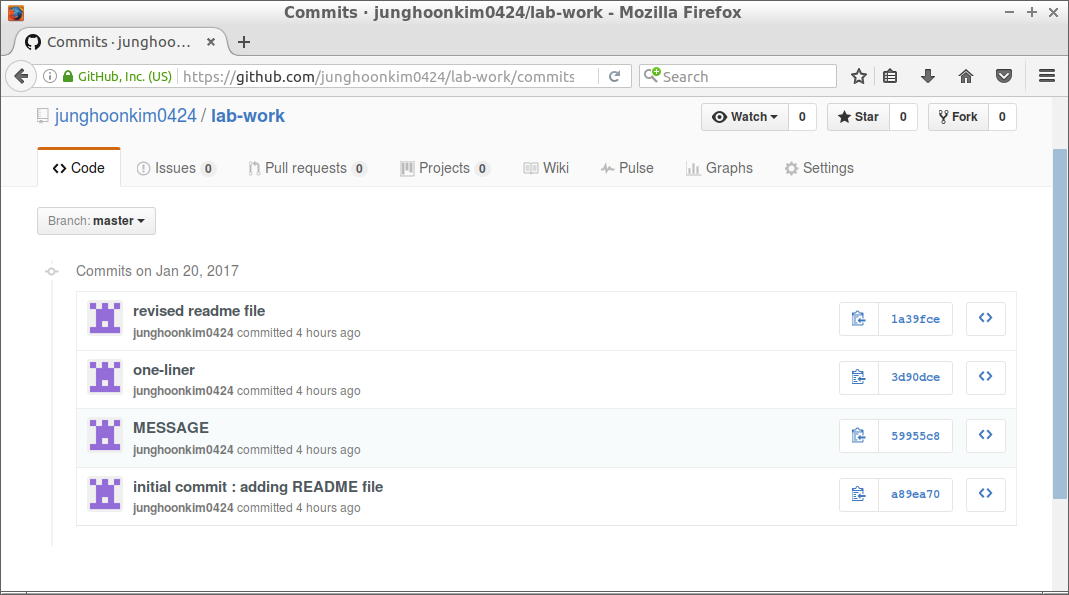 Commits · junghoonkim0424/lab-work - Mozilla Firefox
Commits · junghoo...
GitHub, Inc. (US) https://github.com/junghoonkim0424/lab-work/commits Search
junghoonkim0424 / lab-work Watch 0 Star 0 Fork 0
Code Issues 0 Pull requests 0 Projects 0 Wiki Pulse Graphs Settings
Branch: master
Commits on Jan 20, 2017
revised readme file
junghoonkim0424 committed 4 hours ago
1a39fce
one-liner
junghoonkim0424 committed 4 hours ago
3d90dce
MESSAGE
junghoonkim0424 committed 4 hours ago
59955c8
initial commit : adding README file
junghoonkim0424 committed 4 hours ago
a89ea70